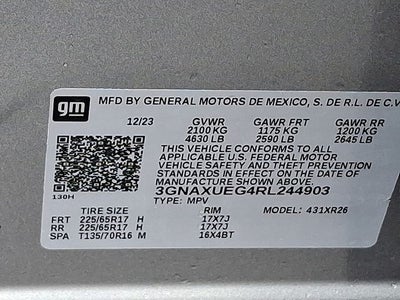 gm
MFD BY GENERAL MOTORS DE MEXICO, S. DE R.L. DE C.V
12/23 GVWR GAWR FRT GAWR RR
2100 KG 1175 KG 1200 KG
4630 LB 2590 LB 2645 LB
THIS VEHICLE CONFORMS TO ALL
APPLICABLE U.S. FEDERAL MOTOR
VEHICLE SAFETY AND THEFT PREVENTION
STANDARDS IN EFFECT ON THE DATE OF
3GNAXUEG4RL244903
130H TYPE: MPV
TIRE SIZE RIM MODEL: 431XR26
FRT 225/65R17 H 17X7J
RR 225/65R17 H 17X7J
SPA T135/70R16 M 16X4BT